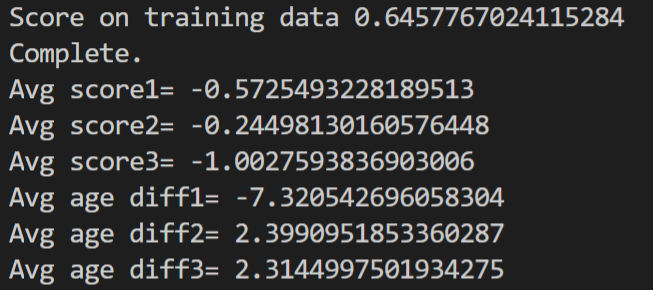 Score on training data 0.6457767024115284
Complete.
Avg score1= -0.5725493228189513
Avg score2= -0.24498130160576448
Avg score3= -1.0027593836903006
Avg age diff1= -7.320542696058304
Avg age diff2= 2.3990951853360287
Avg age diff3= 2.3144997501934275